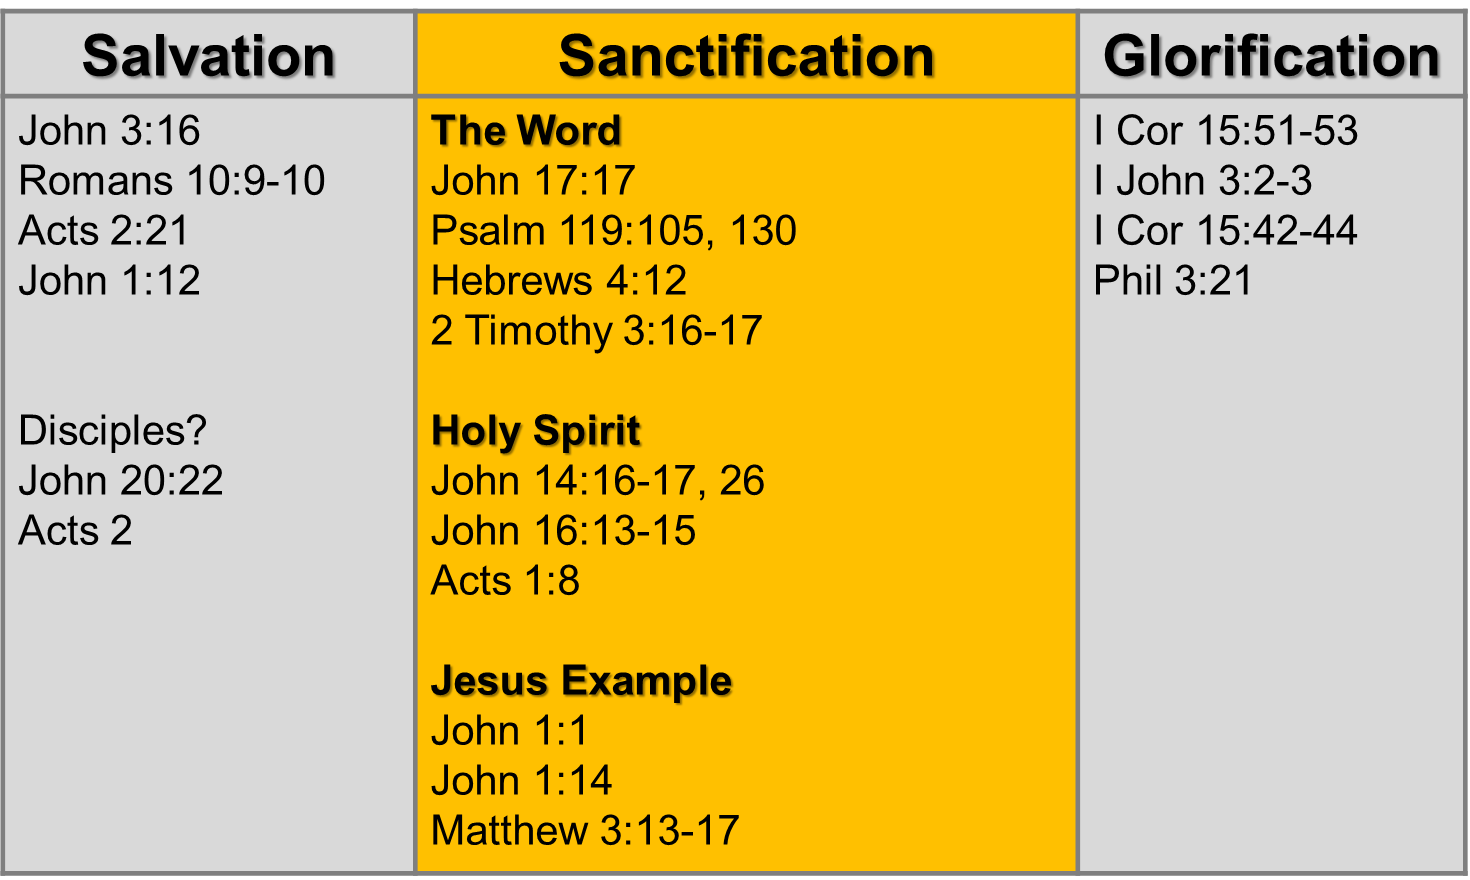 Salvation
Sanctification
Glorification
John 3:16
Romans 10:9-10
Acts 2:21
John 1:12
Disciples?
John 20:22
Acts 2
The Word
John 17:17
Psalm 119:105, 130
Hebrews 4:12
2 Timothy 3:16-17
Holy Spirit
John 14:16-17, 26
John 16:13-15
Acts 1:8
Jesus Example
John 1:1
John 1:14
Matthew 3:13-17
I Cor 15:51-53
I John 3:2-3
I Cor 15:42-44
Phil 3:21